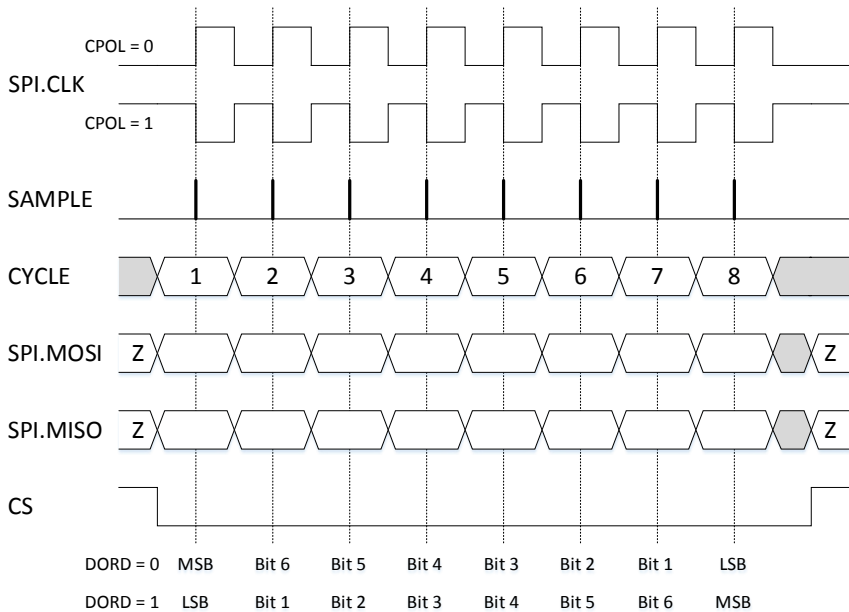 CPOL = 0
SPI.CLK
CPOL = 1
SAMPLE
CYCLE 1 2 3 4 5 6 7 8
SPI.MOSI Z Z
SPI.MISO Z Z
CS
DORD = 0 MSB Bit 6 Bit 5 Bit 4 Bit 3 Bit 2 Bit 1 LSB
DORD = 1 LSB Bit 1 Bit 2 Bit 3 Bit 4 Bit 5 Bit 6 MSB